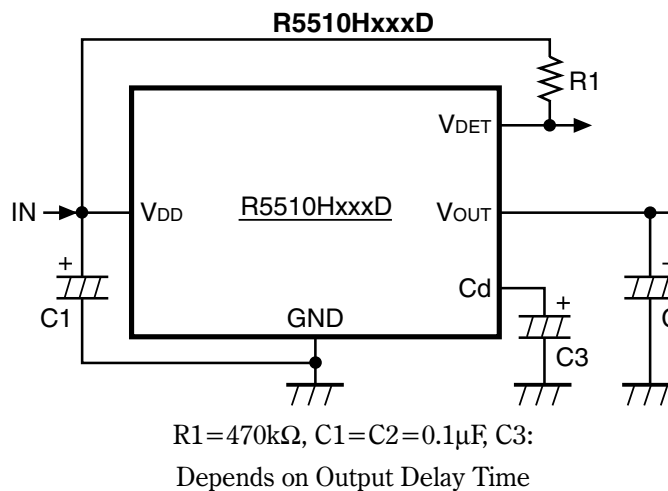 R5510HxxxD
R1
VDET
IN
VDD
R5510HxxxD
VOUT
+
C1
Cd
+
GND
C3
R1=470kΩ, C1=C2=0.1μF, C3:
Depends on Output Delay Time